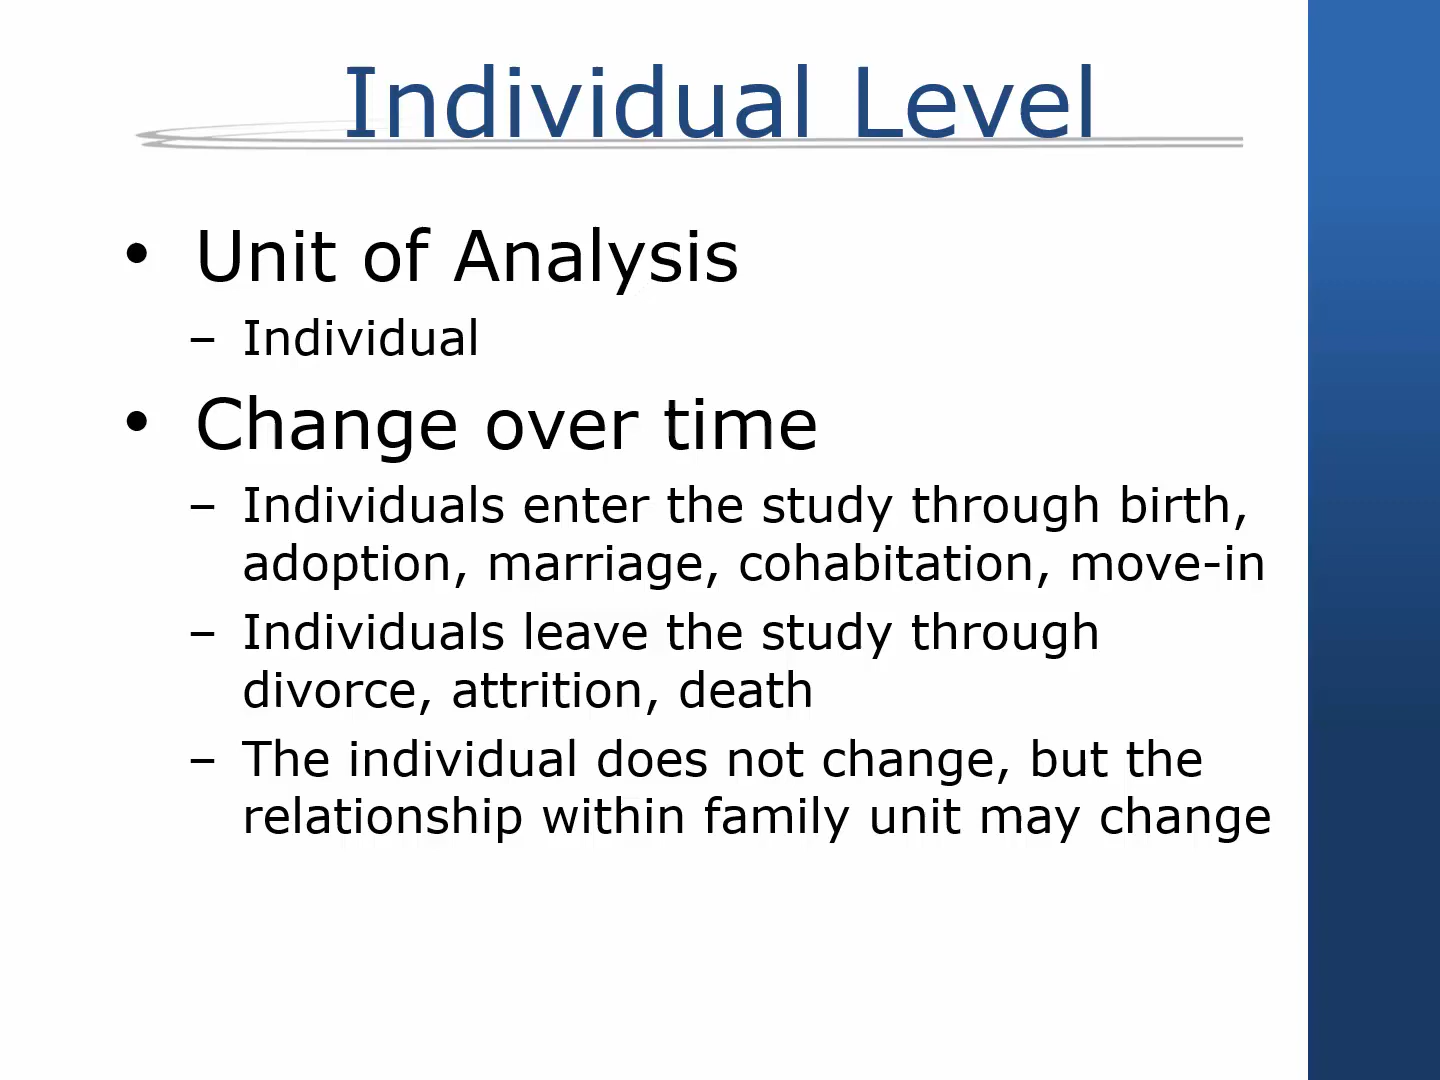 Individual Level
• Unit of Analysis
– Individual
• Change over time
– Individuals enter the study through birth,
adoption, marriage, cohabitation, move-in
– Individuals leave the study through
divorce, attrition, death
– The individual does not change, but the
relationship within family unit may change